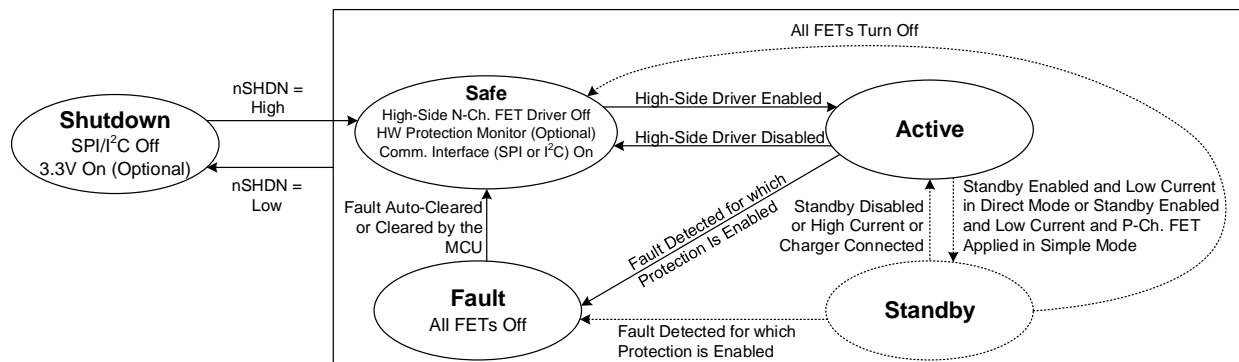 All FETs Turn Off
nSHDN =
High
Shutdown
SPI/I²C Off
3.3V On (Optional)
nSHDN =
Low
Safe
High-Side N-Ch. FET Driver Off
HW Protection Monitor (Optional)
Comm. Interface (SPI or I²C) On
High-Side Driver Enabled
High-Side Driver Disabled
Active
Fault Auto-Cleared
or Cleared by the
MCU
Fault Detected for which
Protection Is Enabled
Standby Disabled
or High Current or
Charger Connected
Standby Enabled and Low Current
in Direct Mode or Standby Enabled
and Low Current and P-Ch. FET
Applied in Simple Mode
Fault
All FETs Off
Fault Detected for which
Protection is Enabled
Standby